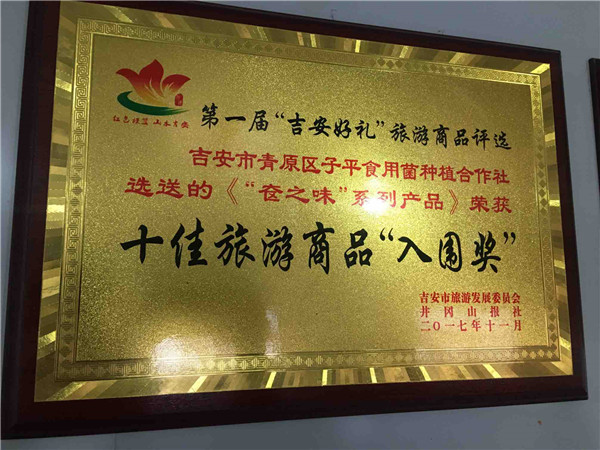 红色摇篮 山水吉安
第一届“吉安好礼”旅游商品评选
吉安市青原区子平食用菌种植合作社
选送的《“仓之味”系列产品》荣获
十佳旅游商品“入围奖”
吉安市旅游发展委员会
井冈山报社
二〇一七年十一月